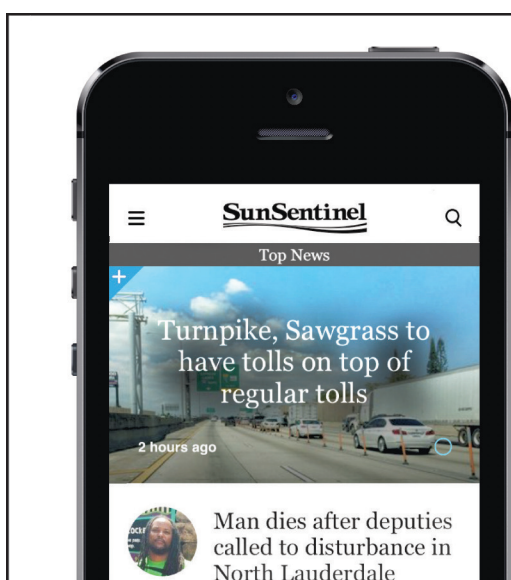 SunSentinel
Top News
+
Turnpike, Sawgrass to
have tolls on top of
regular tolls
2 hours ago
Man dies after deputies
called to disturbance in
North Lauderdale